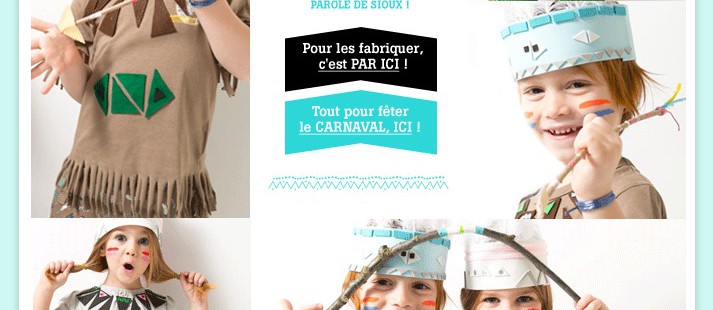 PAROLE DE SIOUX !
Pour les fabriquer,
c'est PAR ICI !
Tout pour fêter
le CARNAVAL, ICI !